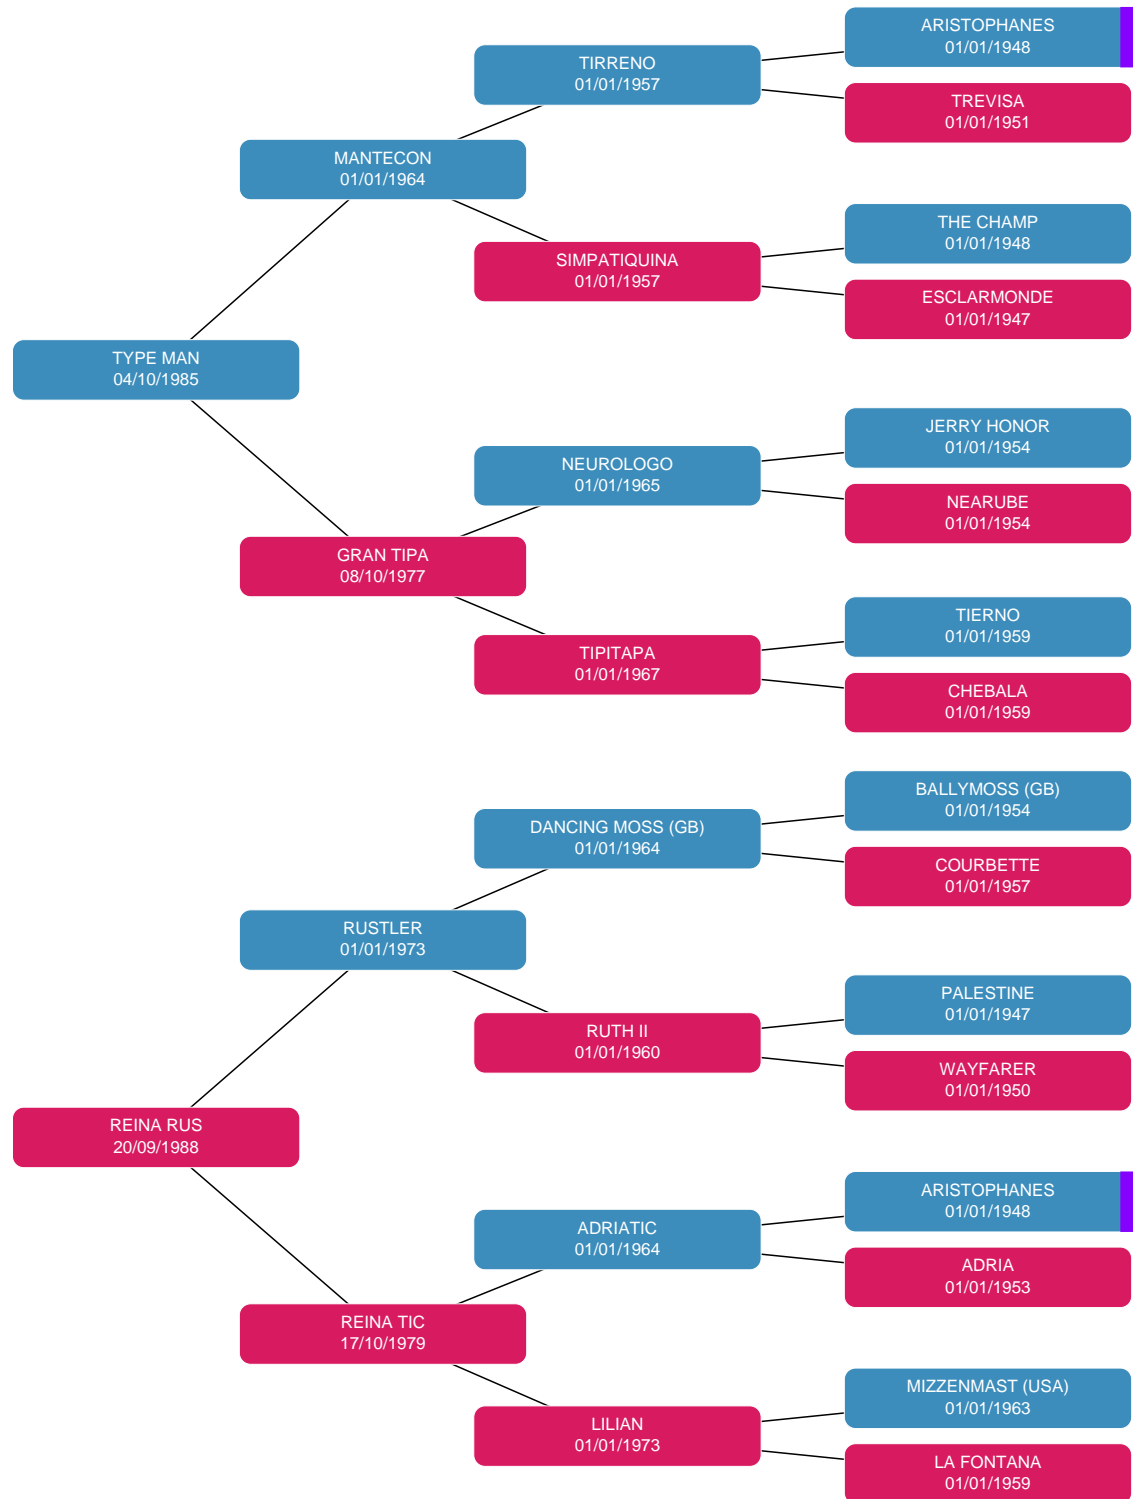 ARISTOPHANES
01/01/1948
TIRRENO
01/01/1957
TREVISA
01/01/1951
MANTECON
01/01/1964
THE CHAMP
01/01/1948
SIMPATIQUINA
01/01/1957
ESCLARMONDE
01/01/1947
TYPE MAN
04/10/1985
JERRY HONOR
01/01/1954
NEUROLOGO
01/01/1965
NEARUBE
01/01/1954
GRAN TIPA
08/10/1977
TIERNO
01/01/1959
TIPITAPA
01/01/1967
CHEBALA
01/01/1959
BALLYMOSS (GB)
01/01/1954
DANCING MOSS (GB)
01/01/1964
COURBETTE
01/01/1957
RUSTLER
01/01/1973
PALESTINE
01/01/1947
RUTH II
01/01/1960
WAYFARER
01/01/1950
REINA RUS
20/09/1988
ARISTOPHANES
01/01/1948
ADRIATIC
01/01/1964
ADRIA
01/01/1953
REINA TIC
17/10/1979
MIZZENMAST (USA)
01/01/1963
LILIAN
01/01/1973
LA FONTANA
01/01/1959